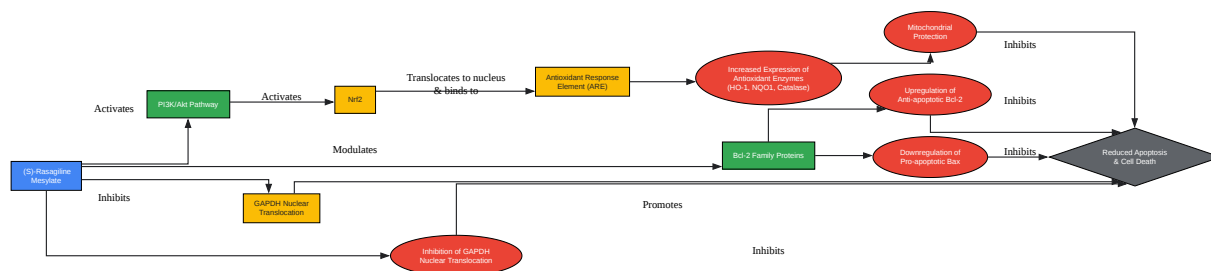 Mitochondrial
Protection
Inhibits
Increased Expression of
Antioxidant Enzymes
(HO-1, NQO1, Catalase)
Antioxidant Response
Element (ARE)
Translocates to nucleus
& binds to
Nrf2
Activates
PI3K/Akt Pathway
Activates
Upregulation of
Anti-apoptotic Bcl-2
Inhibits
Modulates
Bcl-2 Family Proteins
Downregulation of
Pro-apoptotic Bax
Inhibits
Reduced Apoptosis
& Cell Death
(S)-Rasagiline
Mesylate
Inhibits
GAPDH Nuclear
Translocation
Promotes
Inhibition of GAPDH
Nuclear Translocation
Inhibits